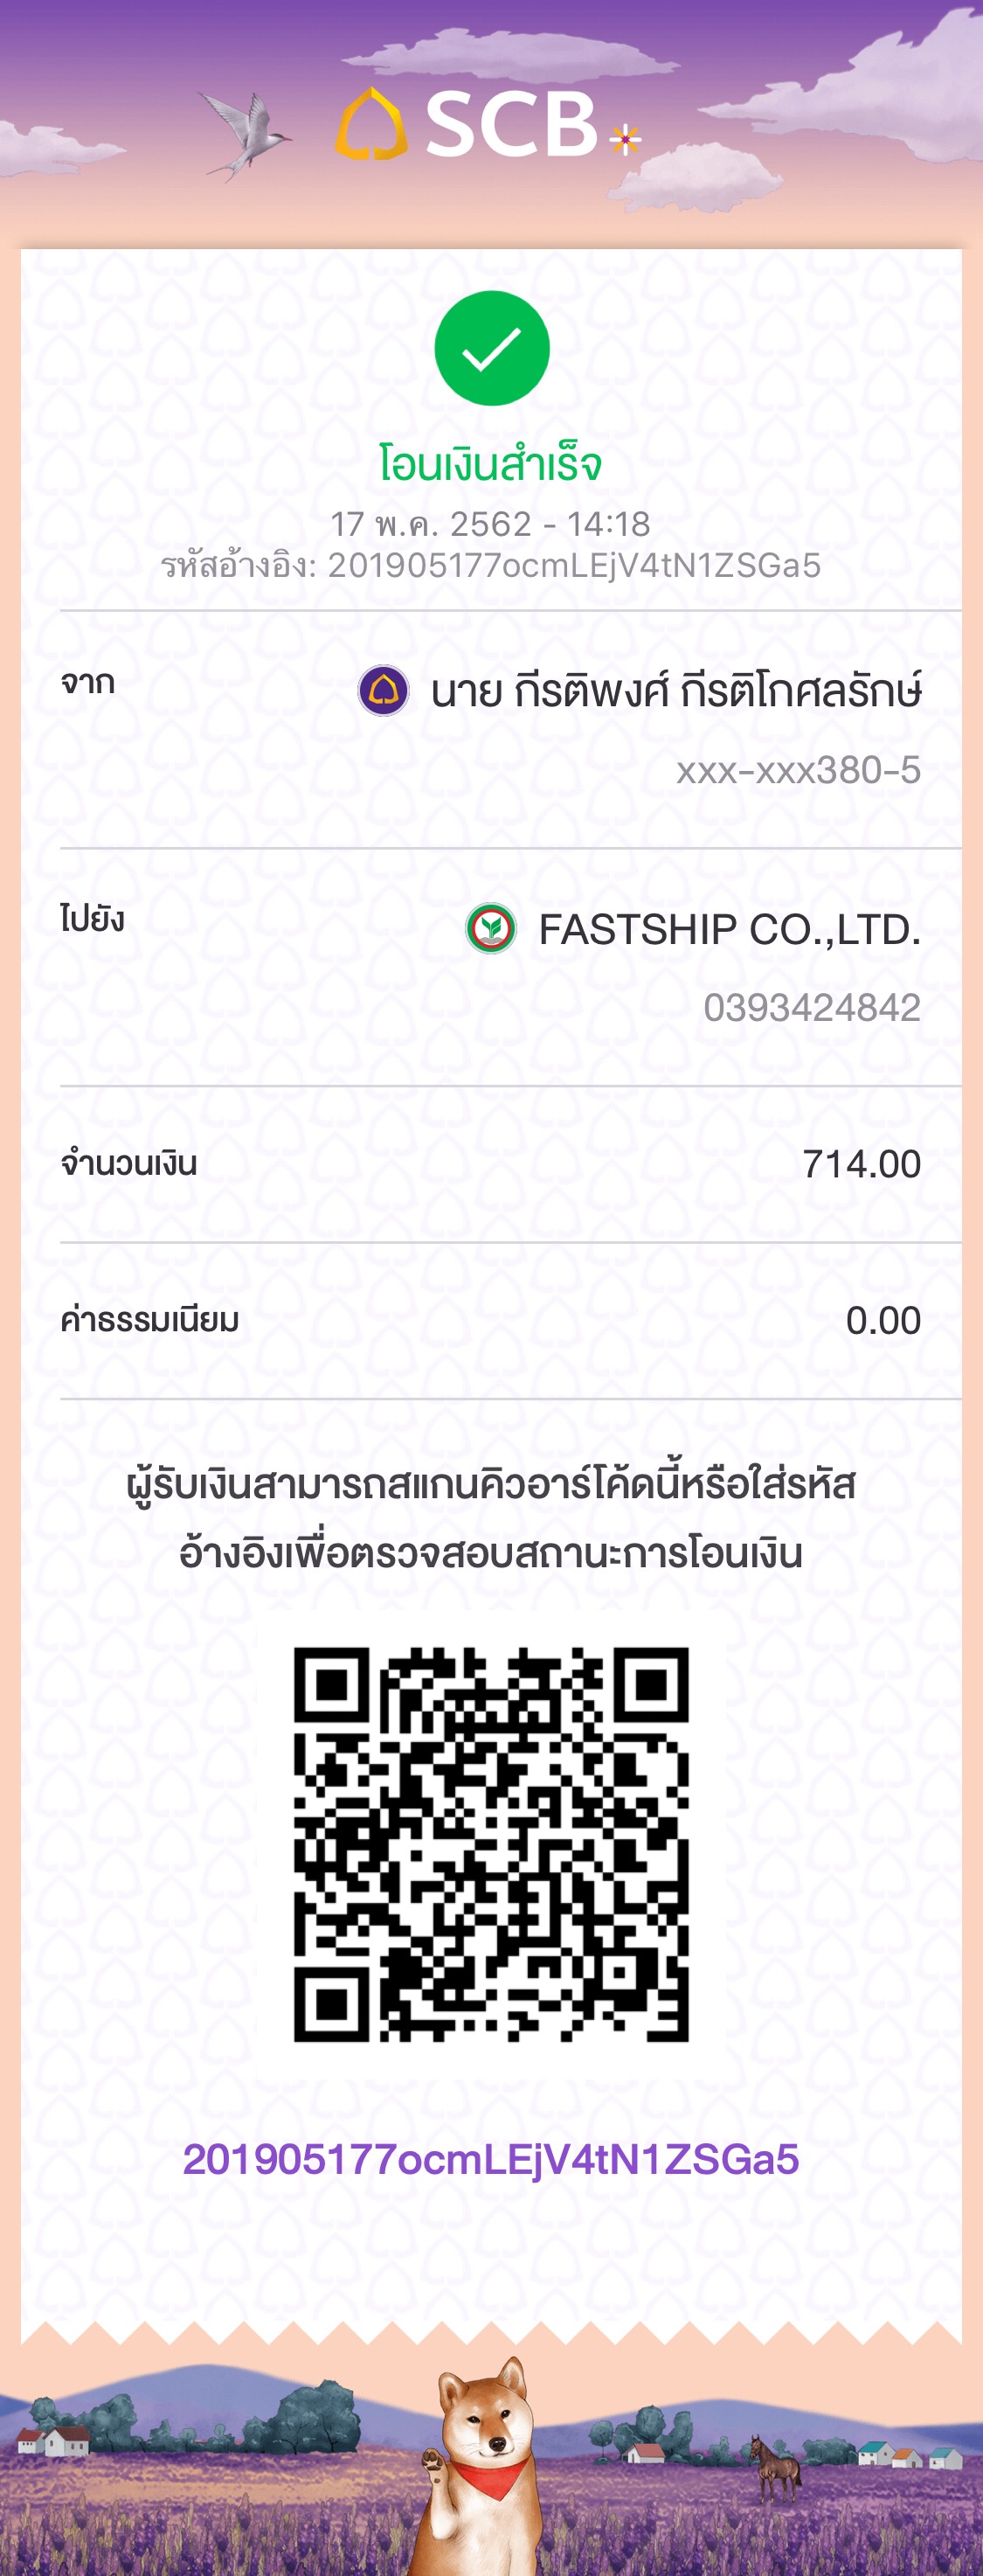 SCB
โอนเงินสำเร็จ
17 พ.ค. 2562 - 14:18
รหัสอ้างอิง: 201905177ocmLEjV4tN1ZSGa5
จาก
นาย กีรติพงศ์ กีรติโกศลรักษ์
xxx-xxx380-5
ไปยัง
FASTSHIP CO.,LTD.
0393424842
จำนวนเงิน 714.00
ค่าธรรมเนียม 0.00
ผู้รับเงินสามารถสแกนคิวอาร์โค้ดนี้หรือใส่รหัส
อ้างอิงเพื่อตรวจสอบสถานะการโอนเงิน
201905177ocmLEjV4tN1ZSGa5